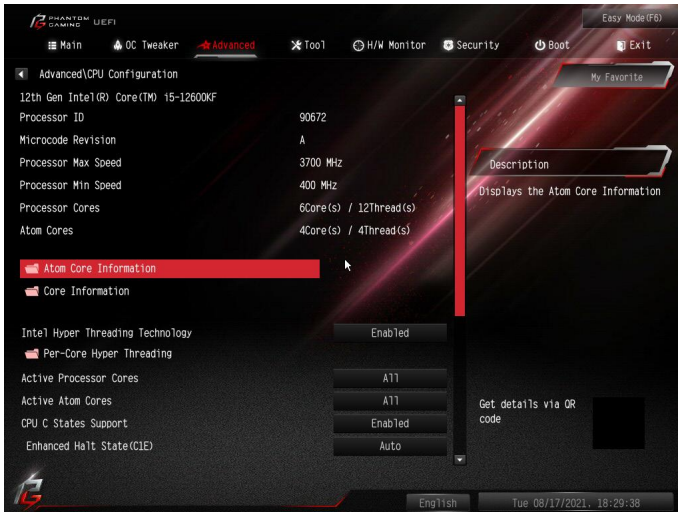 PHANTOM GAMING UEFI
Easy Mode(F6)
Main OC Tweaker Advanced Tool H/W Monitor Security Boot Exit
Advanced\CPU Configuration
My Favorite
12th Gen Intel(R) Core(TM) i5-12600KF
Processor ID 90672
Microcode Revision A
Processor Max Speed 3700 MHz
Processor Min Speed 400 MHz
Processor Cores 6Core(s) / 12Thread(s)
Atom Cores 4Core(s) / 4Thread(s)
Atom Core Information
Core Information
Intel Hyper Threading Technology Enabled
Per-Core Hyper Threading
Active Processor Cores All
Active Atom Cores All
CPU C States Support Enabled
Enhanced Halt State(C1E) Auto
Description
Displays the Atom Core Information
Get details via QR
code
English
Tue 08/17/2021. 18:29:38